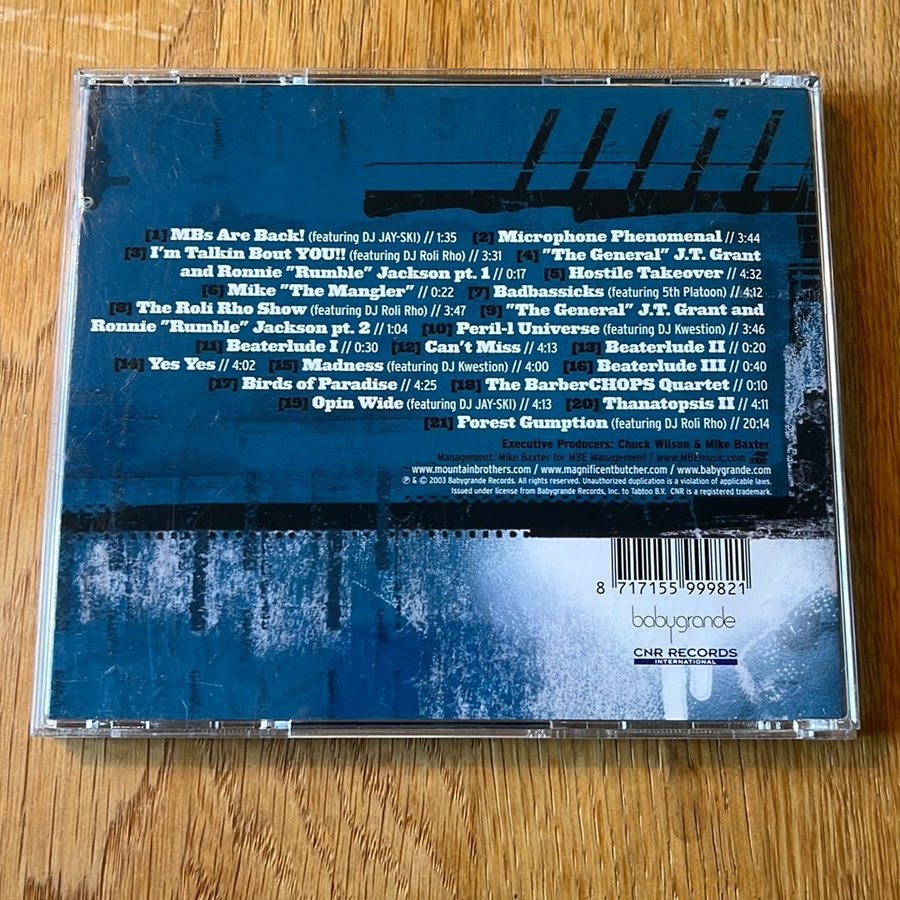 [1] MBs Are Back! (featuring DJ JAY-SKI) // 1:35 [2] Microphone Phenomenal // 3:44
[3] I'm Talkin Bout YOU!! (featuring DJ Roli Rho) // 3:31 [4] "The General" J.T. Grant
and Ronnie "Rumble" Jackson pt. 1 // 0:17 [5] Hostile Takeover // 4:32
[6] Mike "The Mangler" // 0:22 [7] Badbassicks (featuring 5th Platoon) // 4:12
[8] The Roli Rho Show (featuring DJ Roli Rho) // 3:47 [9] "The General" J.T. Grant and
Ronnie "Rumble" Jackson pt. 2 // 1:04 [10] Peril-l Universe (featuring DJ Kwestion) // 3:46
[11] Beaterlude I // 0:30 [12] Can't Miss // 4:13 [13] Beaterlude II // 0:20
[14] Yes Yes // 4:02 [15] Madness (featuring DJ Kwestion) // 4:00 [16] Beaterlude III // 0:40
[17] Birds of Paradise // 4:25 [18] The BarberCHOPS Quartet // 0:10
[19] Opin Wide (featuring DJ JAY-SKI) // 4:13 [20] Thanatopsis II // 4:11
[21] Forest Gumption (featuring DJ Roli Rho) // 20:14
Executive Producers: Chuck Wilson & Mike Baxter
Management: Mike Baxter for MBE Management / www.MBEmusic.com mbe
www.mountainbrothers.com / www.magnificentbutcher.com / www.babygrande.com
℗ & © 2003 Babygrande Records. All rights reserved. Unauthorized duplication is a violation of applicable laws.
Issued under license from Babygrande Records, Inc. to Tabtoo B.V. CNR is a registered trademark.
8 717155 999821
babygrande
CNR RECORDS
INTERNATIONAL